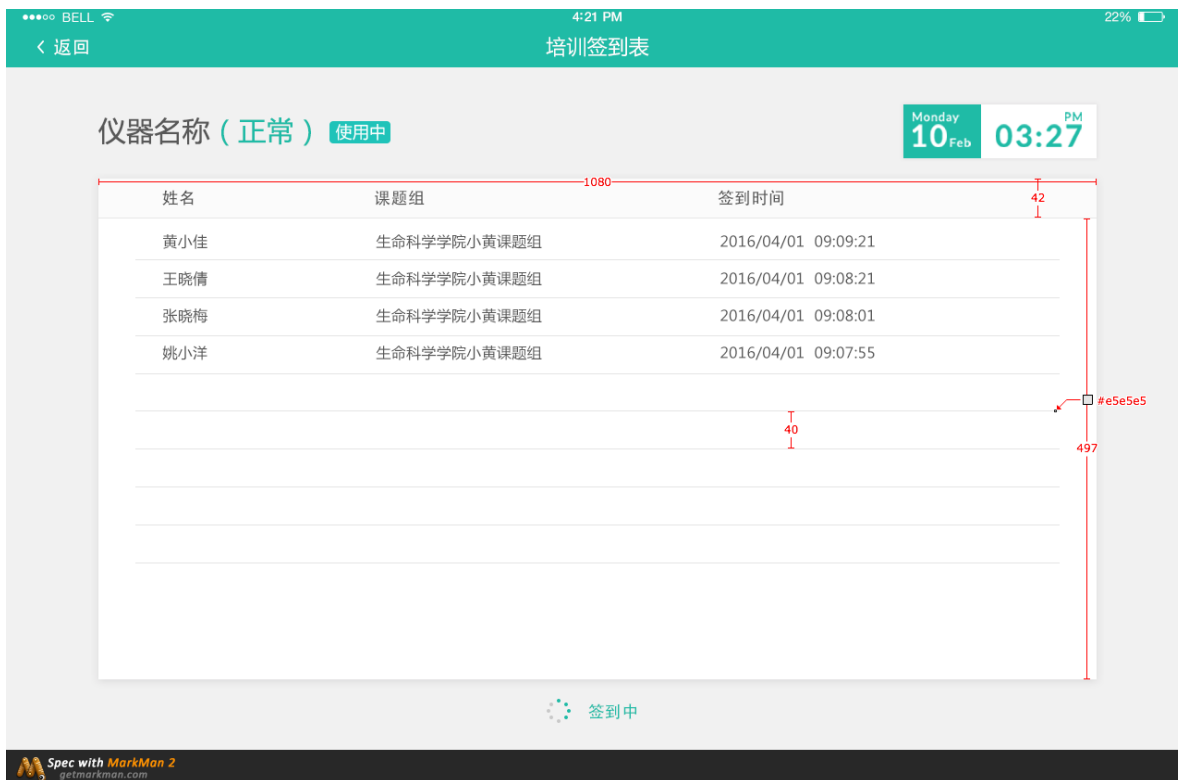 ●●●○○ BELL 4:21 PM 22%
返回 培训签到表
仪器名称（正常） 使用中
Monday
10 Feb
PM
03:27
1080
姓名 课题组 签到时间
42
黄小佳 生命科学学院小黄课题组 2016/04/01 09:09:21
王晓倩 生命科学学院小黄课题组 2016/04/01 09:08:21
张晓梅 生命科学学院小黄课题组 2016/04/01 09:08:01
姚小洋 生命科学学院小黄课题组 2016/04/01 09:07:55
#e5e5e5
40
497
签到中
Spec with MarkMan 2
getmarkman.com